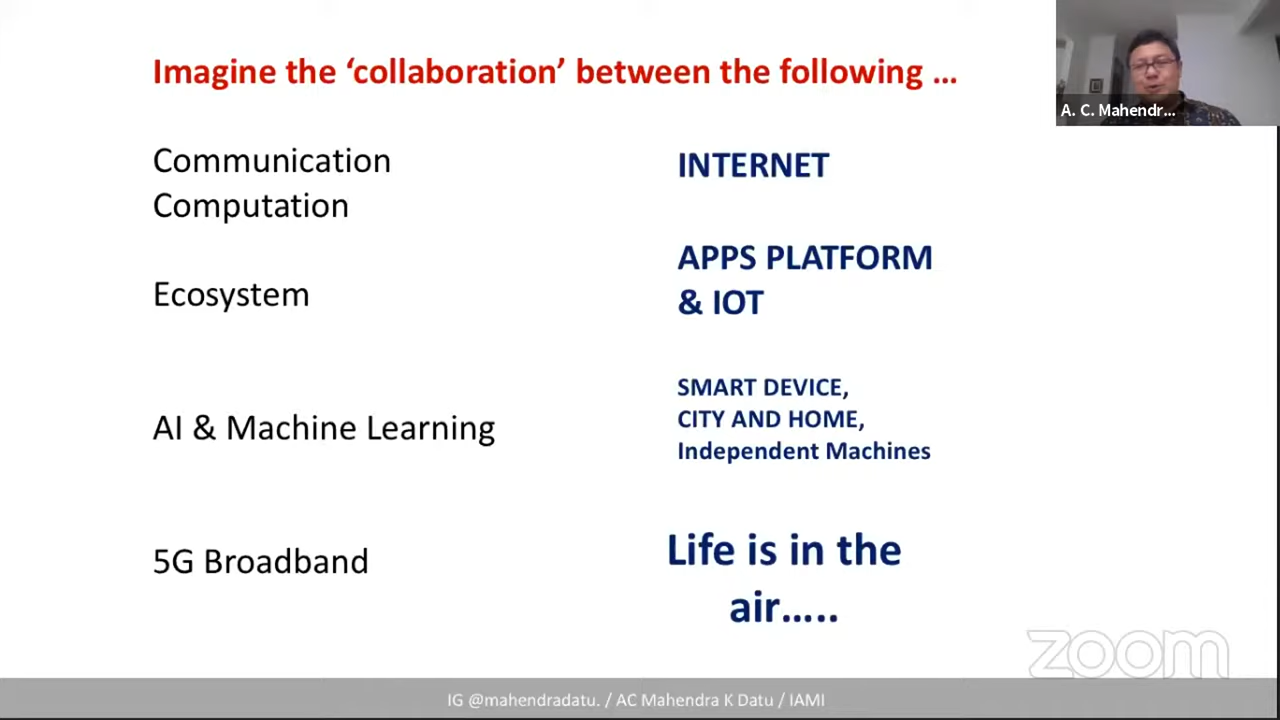 Imagine the ‘collaboration’ between the following …
A. C. Mahendr...
Communication
Computation
INTERNET
Ecosystem
APPS PLATFORM
& IOT
AI & Machine Learning
SMART DEVICE,
CITY AND HOME,
Independent Machines
5G Broadband
Life is in the
air…..
zoom
IG @mahendradatu. / AC Mahendra K Datu / IAMI